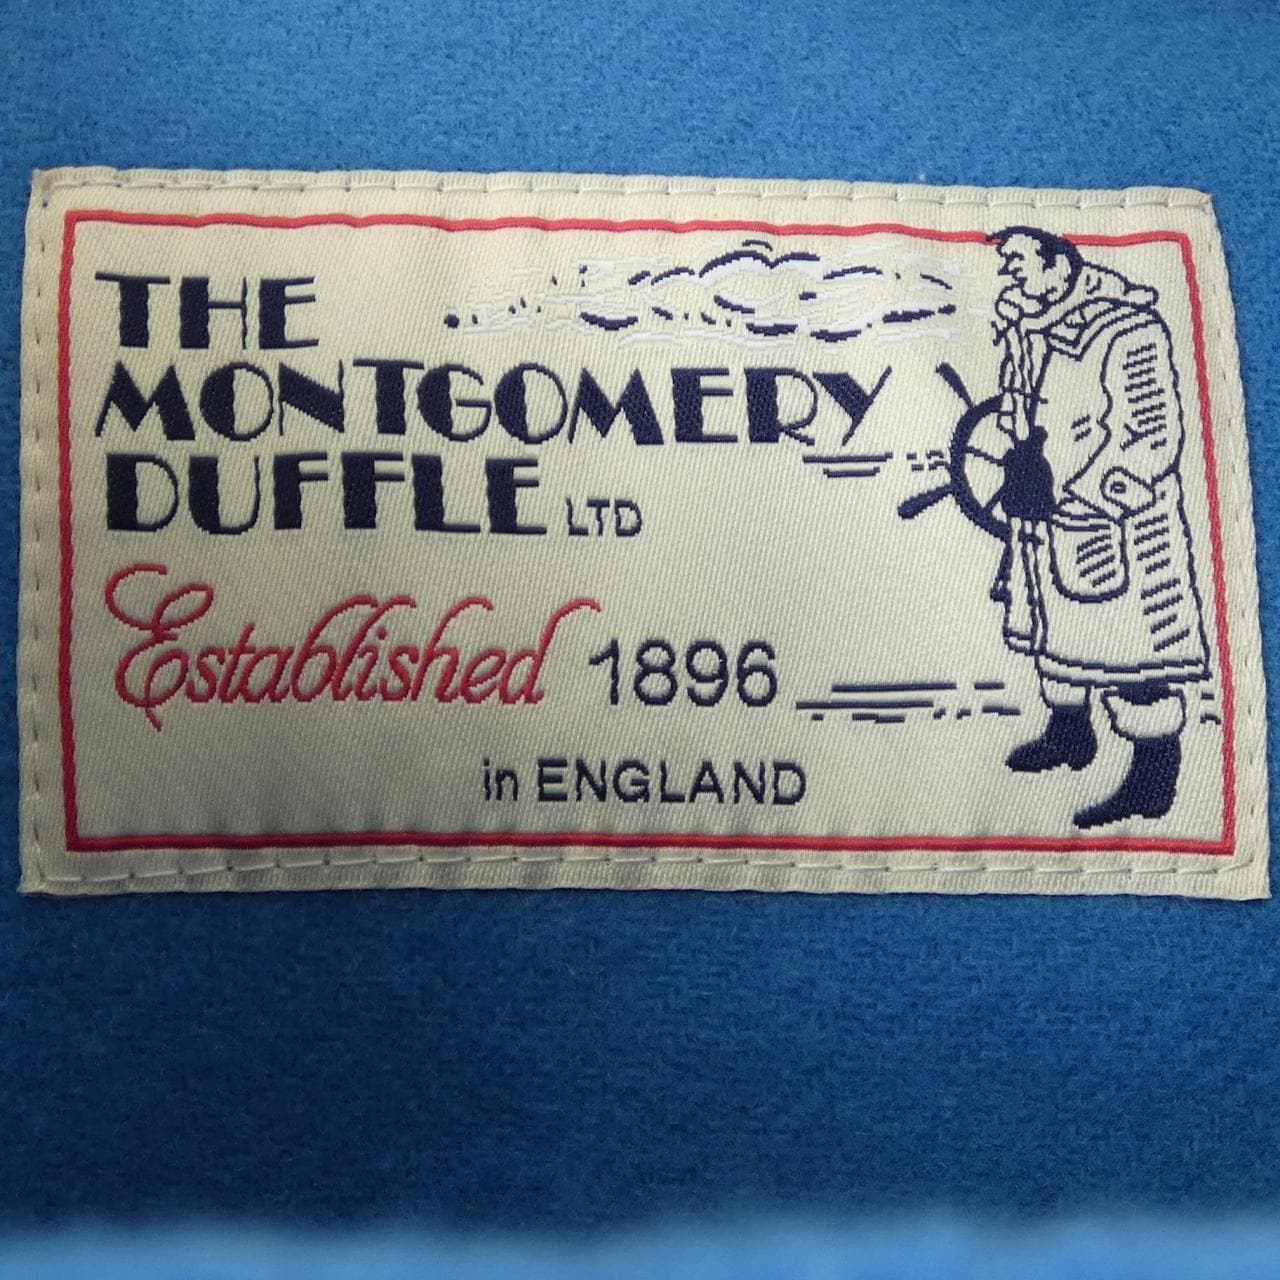 THE
MONTGOMERY
DUFFLE LTD
Established 1896
in ENGLAND